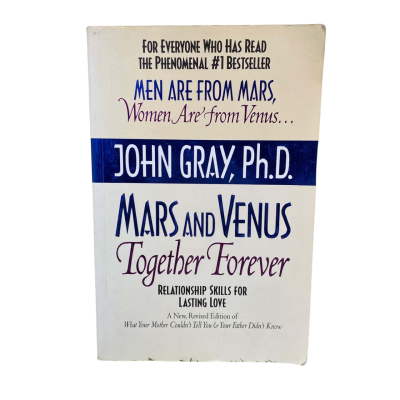 FOR EVERYONE WHO HAS READ
THE PHENOMENAL #1 BESTSELLER
MEN ARE FROM MARS,
Women Are from Venus...
JOHN GRAY, Ph.D.
MARS AND VENUS
Together Forever
RELATIONSHIP SKILLS FOR
LASTING LOVE
A New, Revised Edition of
What Your Mother Couldn't Tell You & Your Father Didn't Know